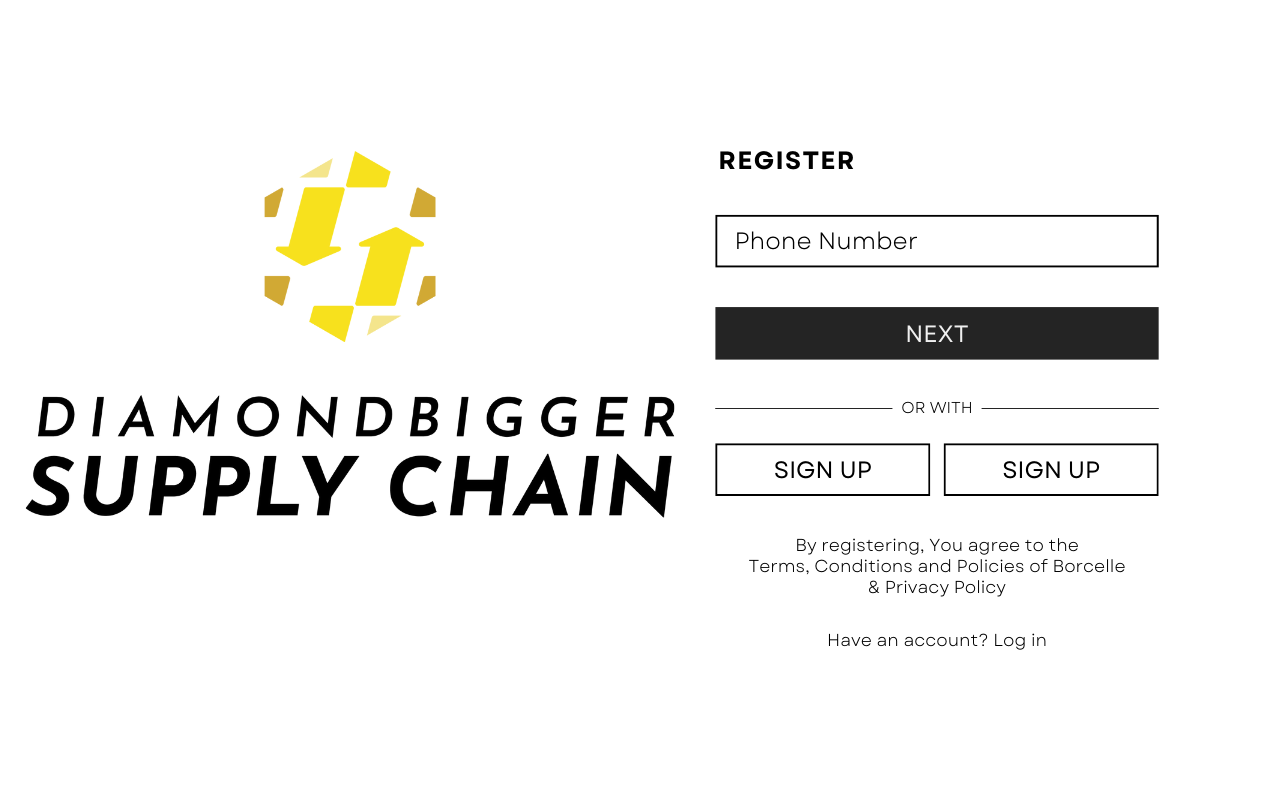 DIAMONDBIGGER
SUPPLY CHAIN
REGISTER
Phone Number
NEXT
OR WITH
SIGN UP
SIGN UP
By registering, You agree to the
Terms, Conditions and Policies of Borcelle
& Privacy Policy
Have an account? Log in